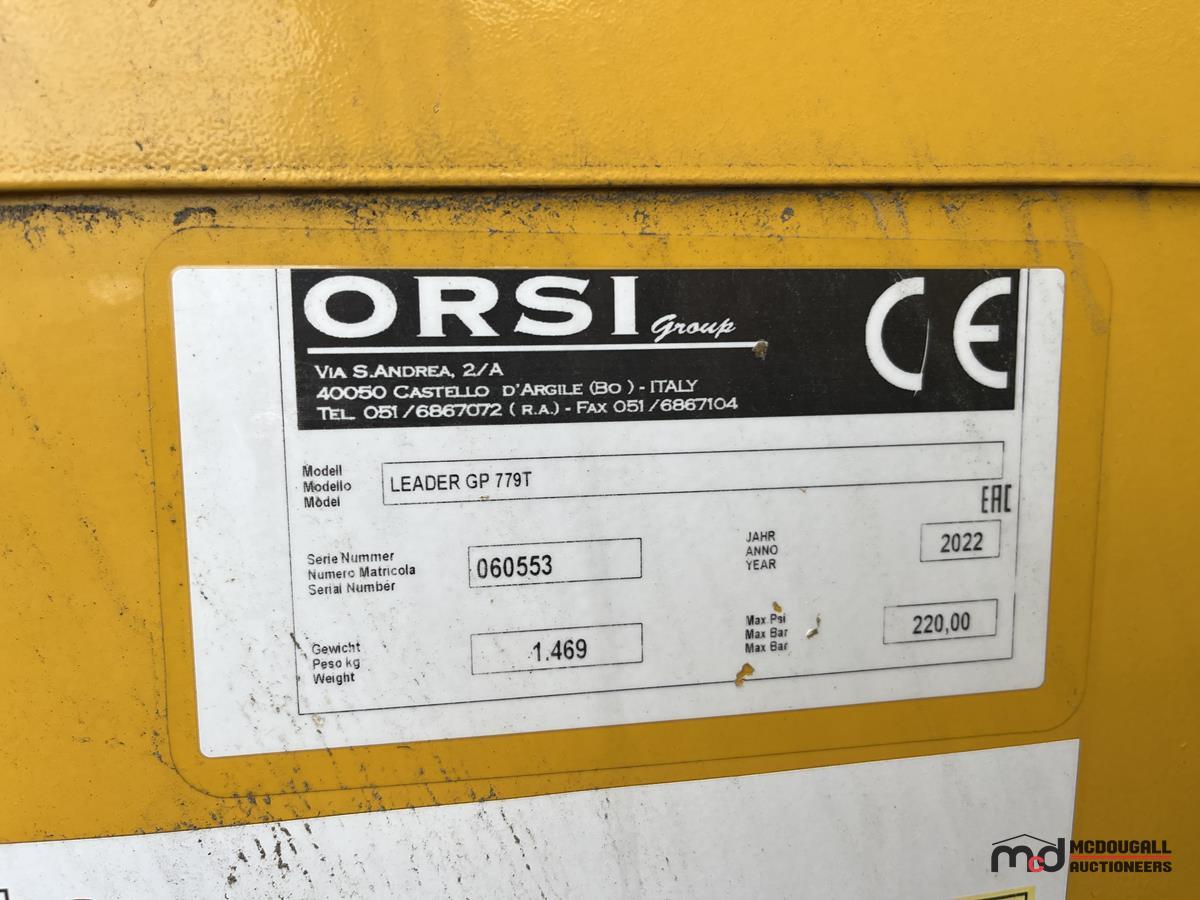 ORSI Group
CE
VIA S.ANDREA, 2/A
40050 CASTELLO D'ARGILE (BO ) - ITALY
TEL. 051/6867072 ( R.A.) - FAX 051/6867104
Modell
Modello
Model
LEADER GP 779T
EAC
Serie Nummer
Numero Matricola
Serial Number
060553
JAHR
ANNO
YEAR
2022
Gewicht
Peso kg
Weight
1.469
Max Psi
Max Bar
Max Bar
220,00
mcd MCDOUGALL
AUCTIONEERS